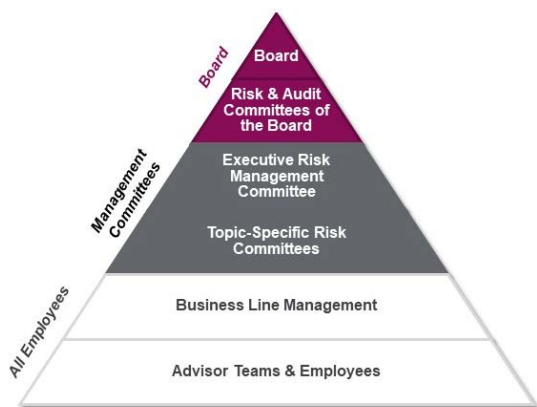 Board
Board
Risk & Audit
Committees of
the Board
Management
Committees
Executive Risk
Management
Committee
Topic-Specific Risk
Committees
All Employees
Business Line Management
Advisor Teams & Employees